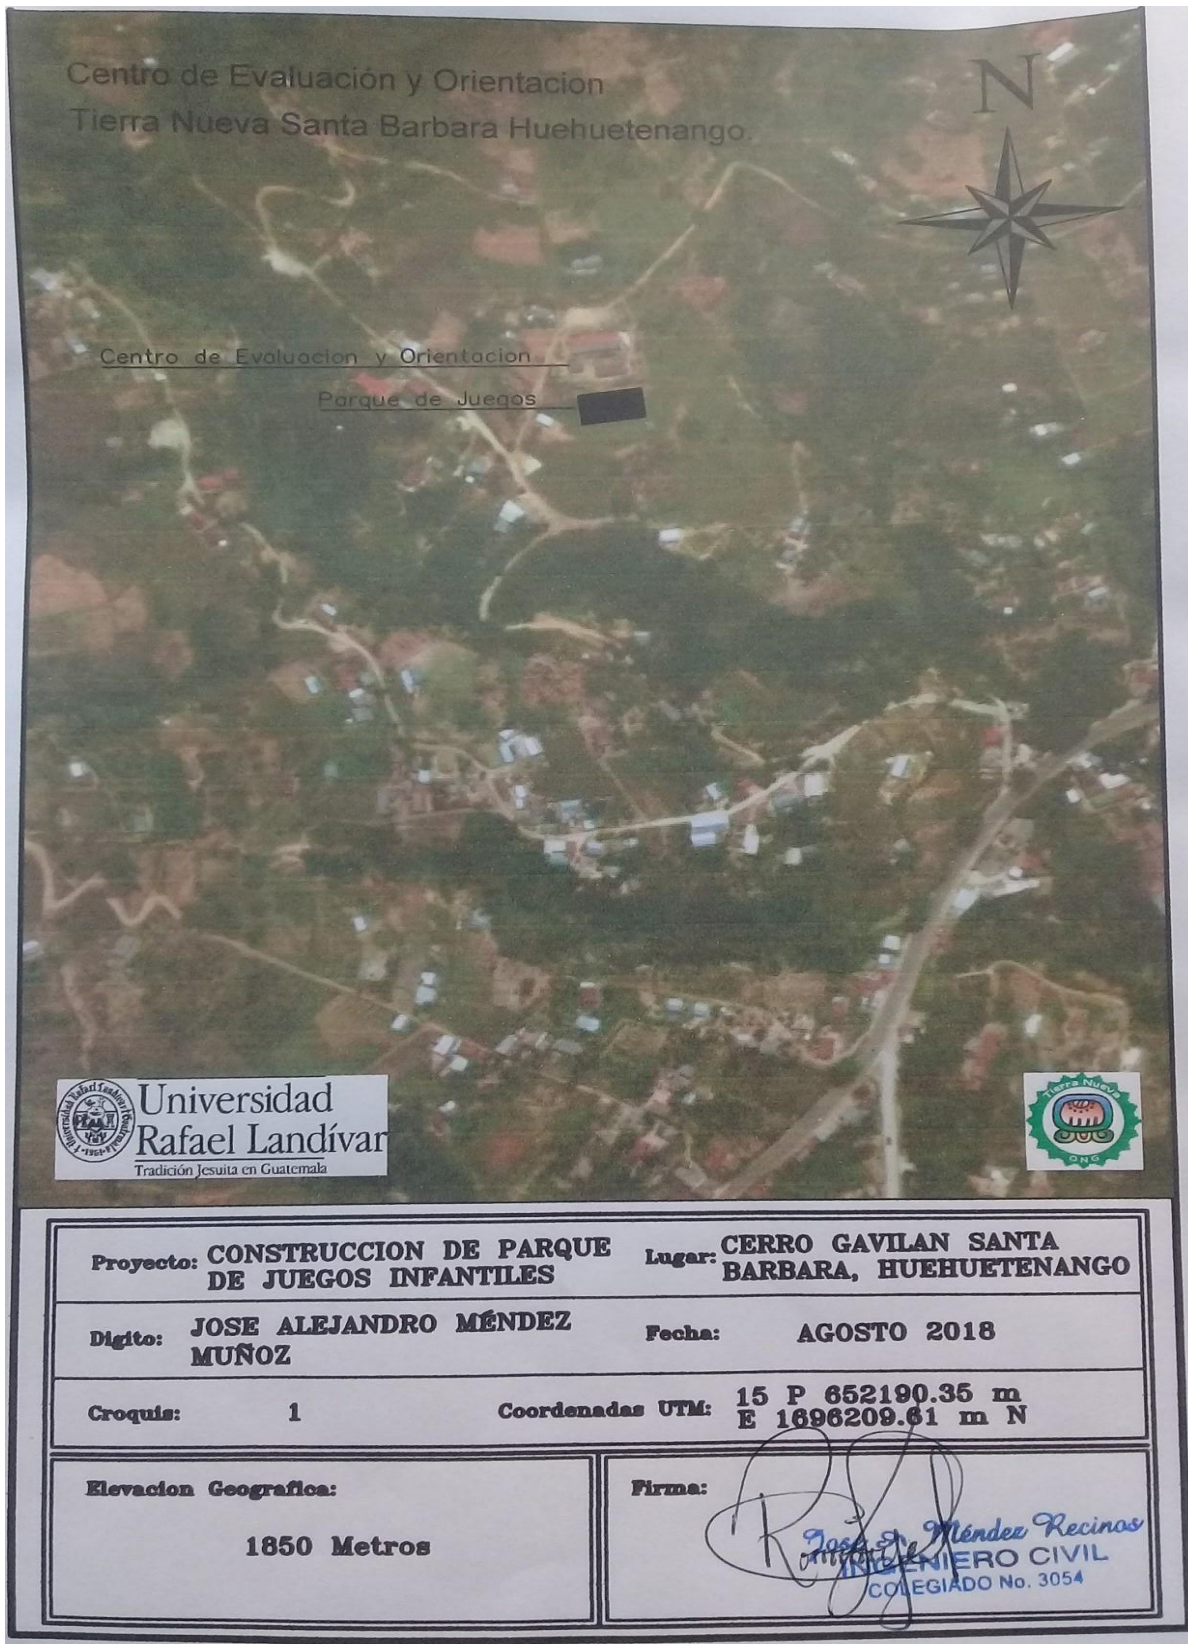 Centro de Evaluación y Orientacion
Tierra Nueva Santa Barbara Huehuetenango.
N
Centro de Evaluacion y Orientacion
Parque de Juegos
Universidad
Rafael Landívar
Tradición Jesuita en Guatemala
Tierra Nueva
ONG
Proyecto: CONSTRUCCION DE PARQUE
DE JUEGOS INFANTILES
Lugar: CERRO GAVILAN SANTA
BARBARA, HUEHUETENANGO
Digito: JOSE ALEJANDRO MÉNDEZ
MUÑOZ
Fecha: AGOSTO 2018
Croquis: 1
Coordenadas UTM: 15 P 652190.35 m
E 1696209.61 m N
Elevacion Geografica:
1850 Metros
Firma:
Méndez Recinos
INGENIERO CIVIL
COLEGIADO No. 3054